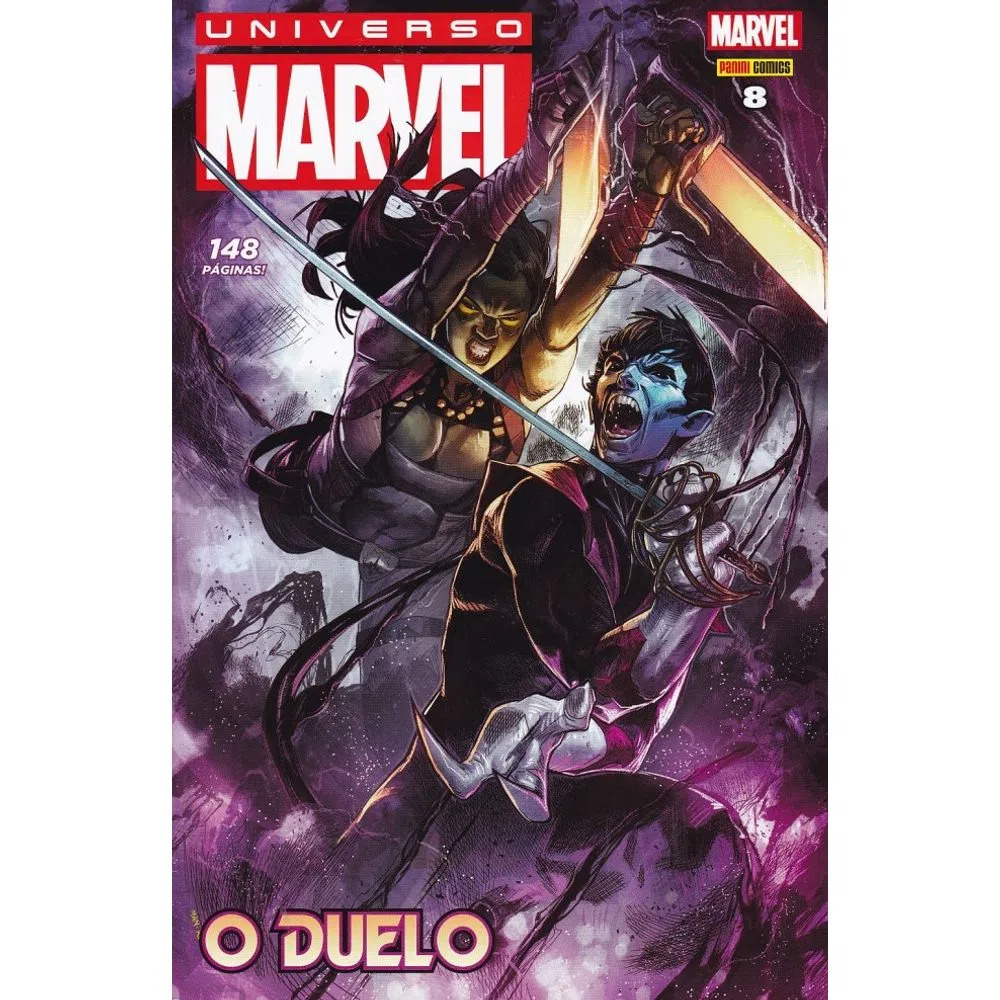 UNIVERSO
MARVEL
MARVEL
PANINI COMICS
8
148
PÁGINAS!
O DUELO